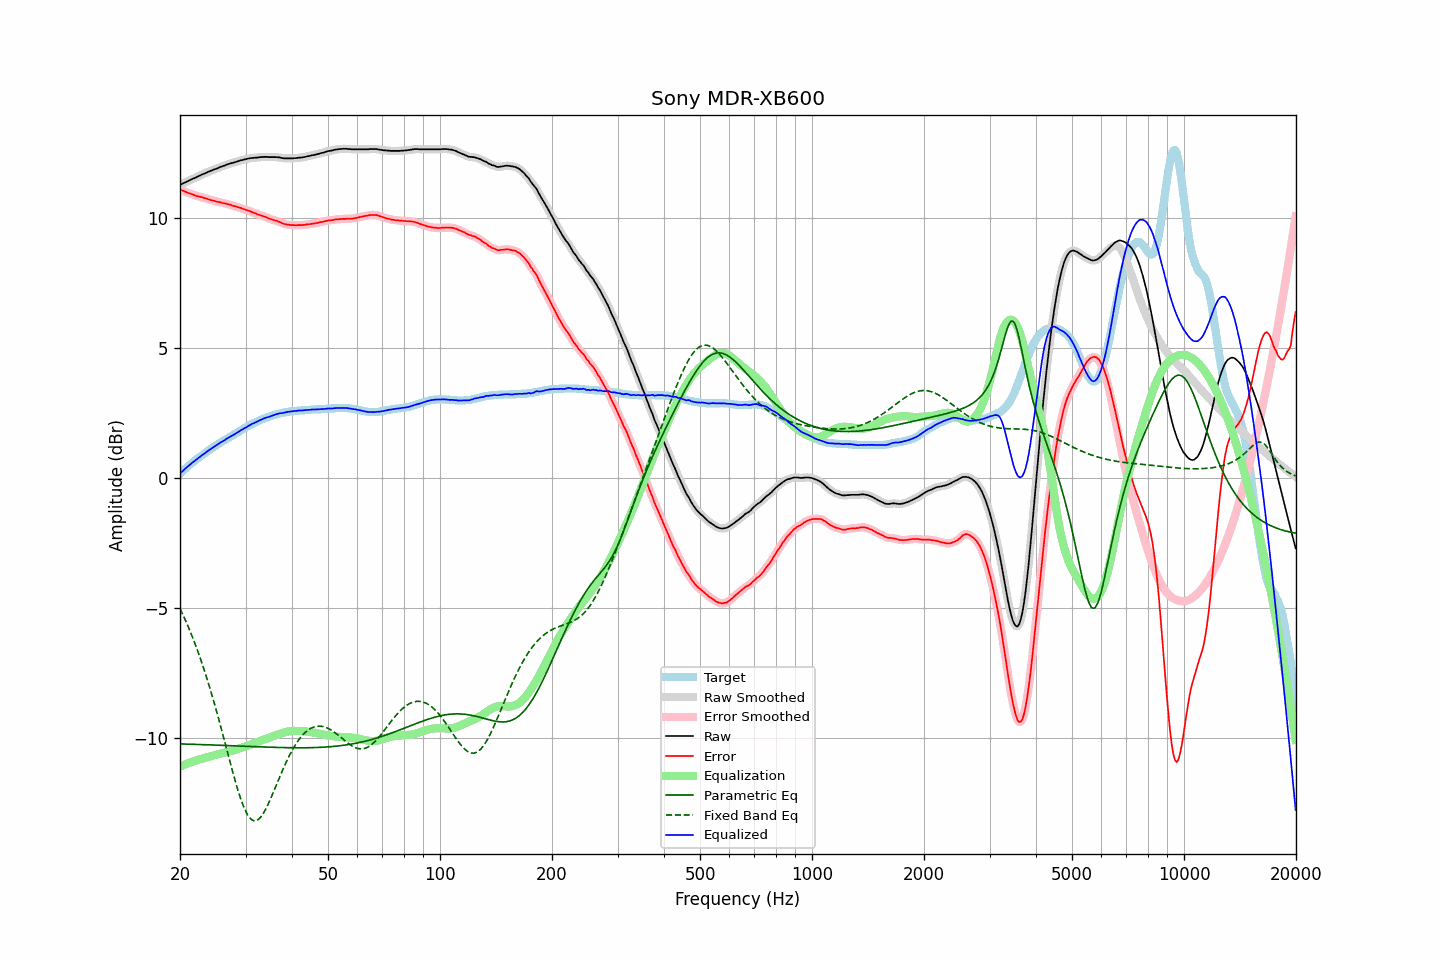 Sony MDR-XB600
Amplitude (dBr)
10
5
0
−5
−10
20
50
100
200
500
1000
2000
5000
10000
20000
Frequency (Hz)
Target
Raw Smoothed
Error Smoothed
Raw
Error
Equalization
Parametric Eq
Fixed Band Eq
Equalized